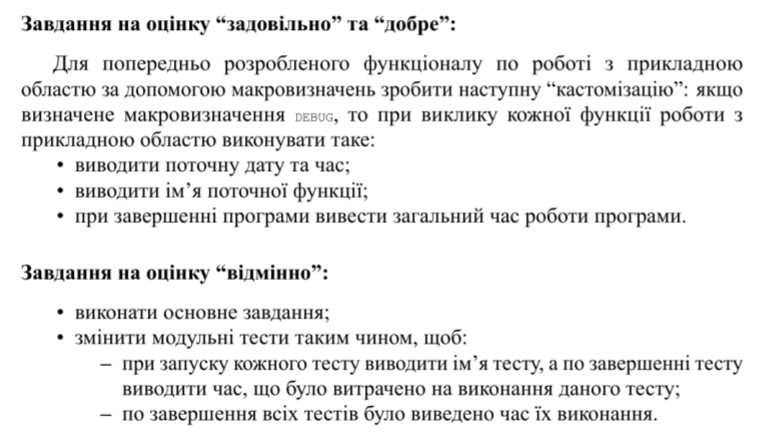 Завдання на оцінку “задовільно” та “добре”:
Для попередньо розробленого функціоналу по роботі з прикладною
областю за допомогою макровизначень зробити наступну “кастомізацію”: якщо
визначене макровизначення DEBUG, то при виклику кожної функції роботи з
прикладною областю виконувати таке:
• виводити поточну дату та час;
• виводити ім’я поточної функції;
• при завершенні програми вивести загальний час роботи програми.
Завдання на оцінку “відмінно”:
• виконати основне завдання;
• змінити модульні тести таким чином, щоб:
– при запуску кожного тесту виводити ім’я тесту, а по завершенні тесту
виводити час, що було витрачено на виконання даного тесту;
– по завершення всіх тестів було виведено час їх виконання.